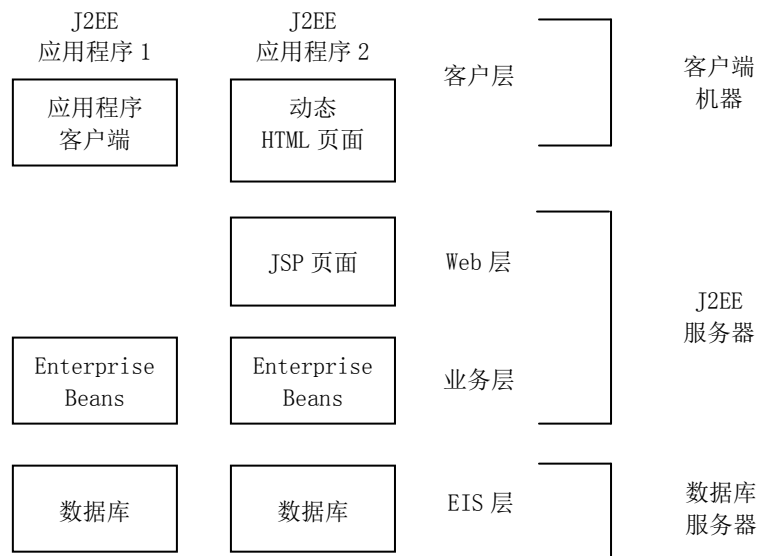 J2EE
应用程序 1
J2EE
应用程序 2
应用程序
客户端
动态
HTML 页面
客户层
客户端
机器
JSP 页面
Web 层
J2EE
服务器
Enterprise
Beans
Enterprise
Beans
业务层
数据库
数据库
EIS 层
数据库
服务器